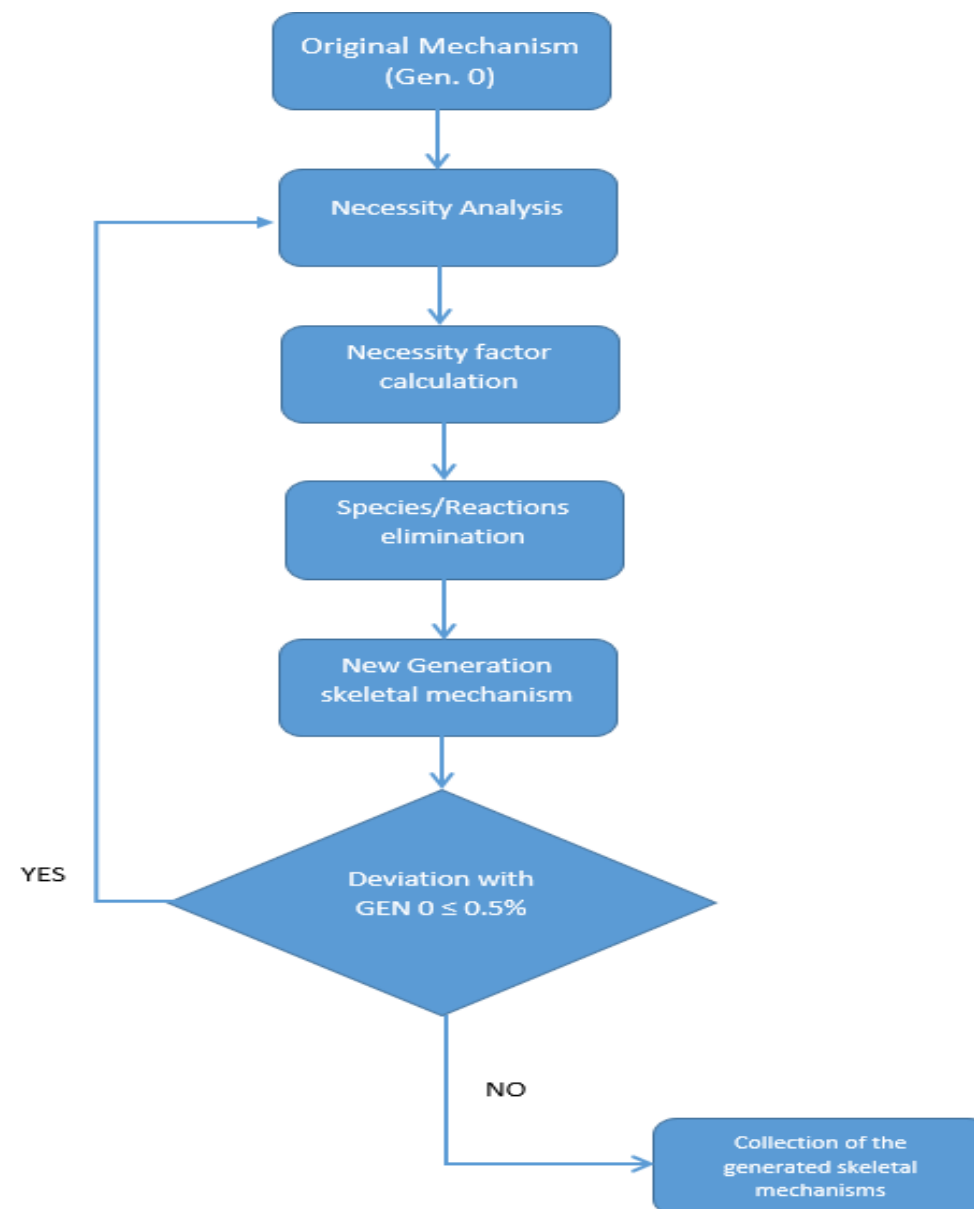 Original Mechanism
(Gen. 0)
Necessity Analysis
Necessity factor
calculation
Species/Reactions
elimination
New Generation
skeletal mechanism
Deviation with
GEN 0 ≤ 0.5%
YES
NO
Collection of the
generated skeletal
mechanisms